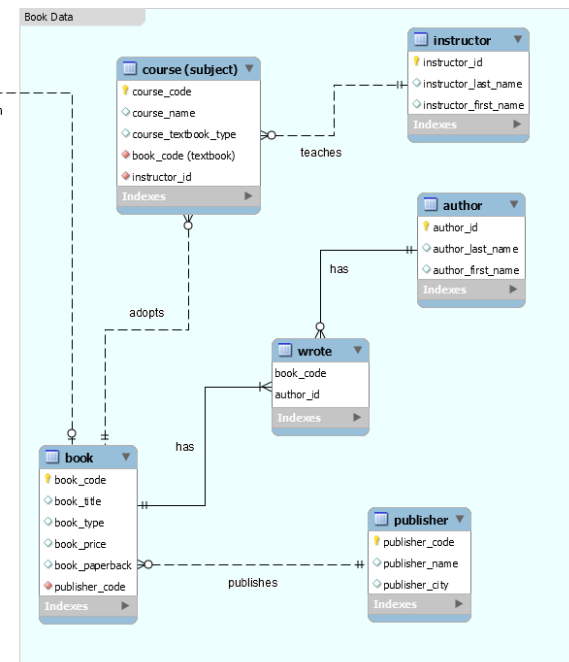 Book Data
instructor
instructor_id
instructor_last_name
instructor_first_name
Indexes
course (subject)
course_code
course_name
course_textbook_type
book_code (textbook)
instructor_id
Indexes
teaches
author
author_id
author_last_name
author_first_name
Indexes
has
adopts
wrote
book_code
author_id
Indexes
has
book
book_code
book_title
book_type
book_price
book_paperback
publisher_code
Indexes
publisher
publisher_code
publisher_name
publisher_city
Indexes
publishes